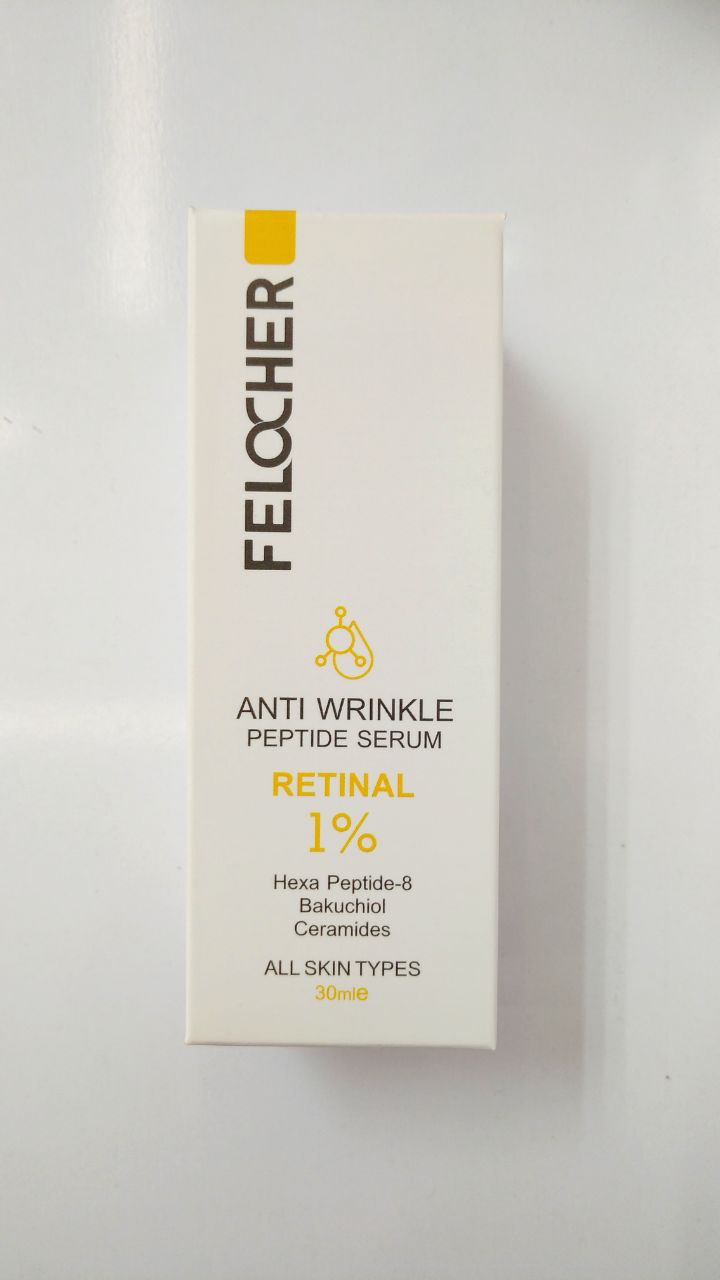 FELOCHER
ANTI WRINKLE
PEPTIDE SERUM
RETINAL
1%
Hexa Peptide-8
Bakuchiol
Ceramides
ALL SKIN TYPES
30ml℮